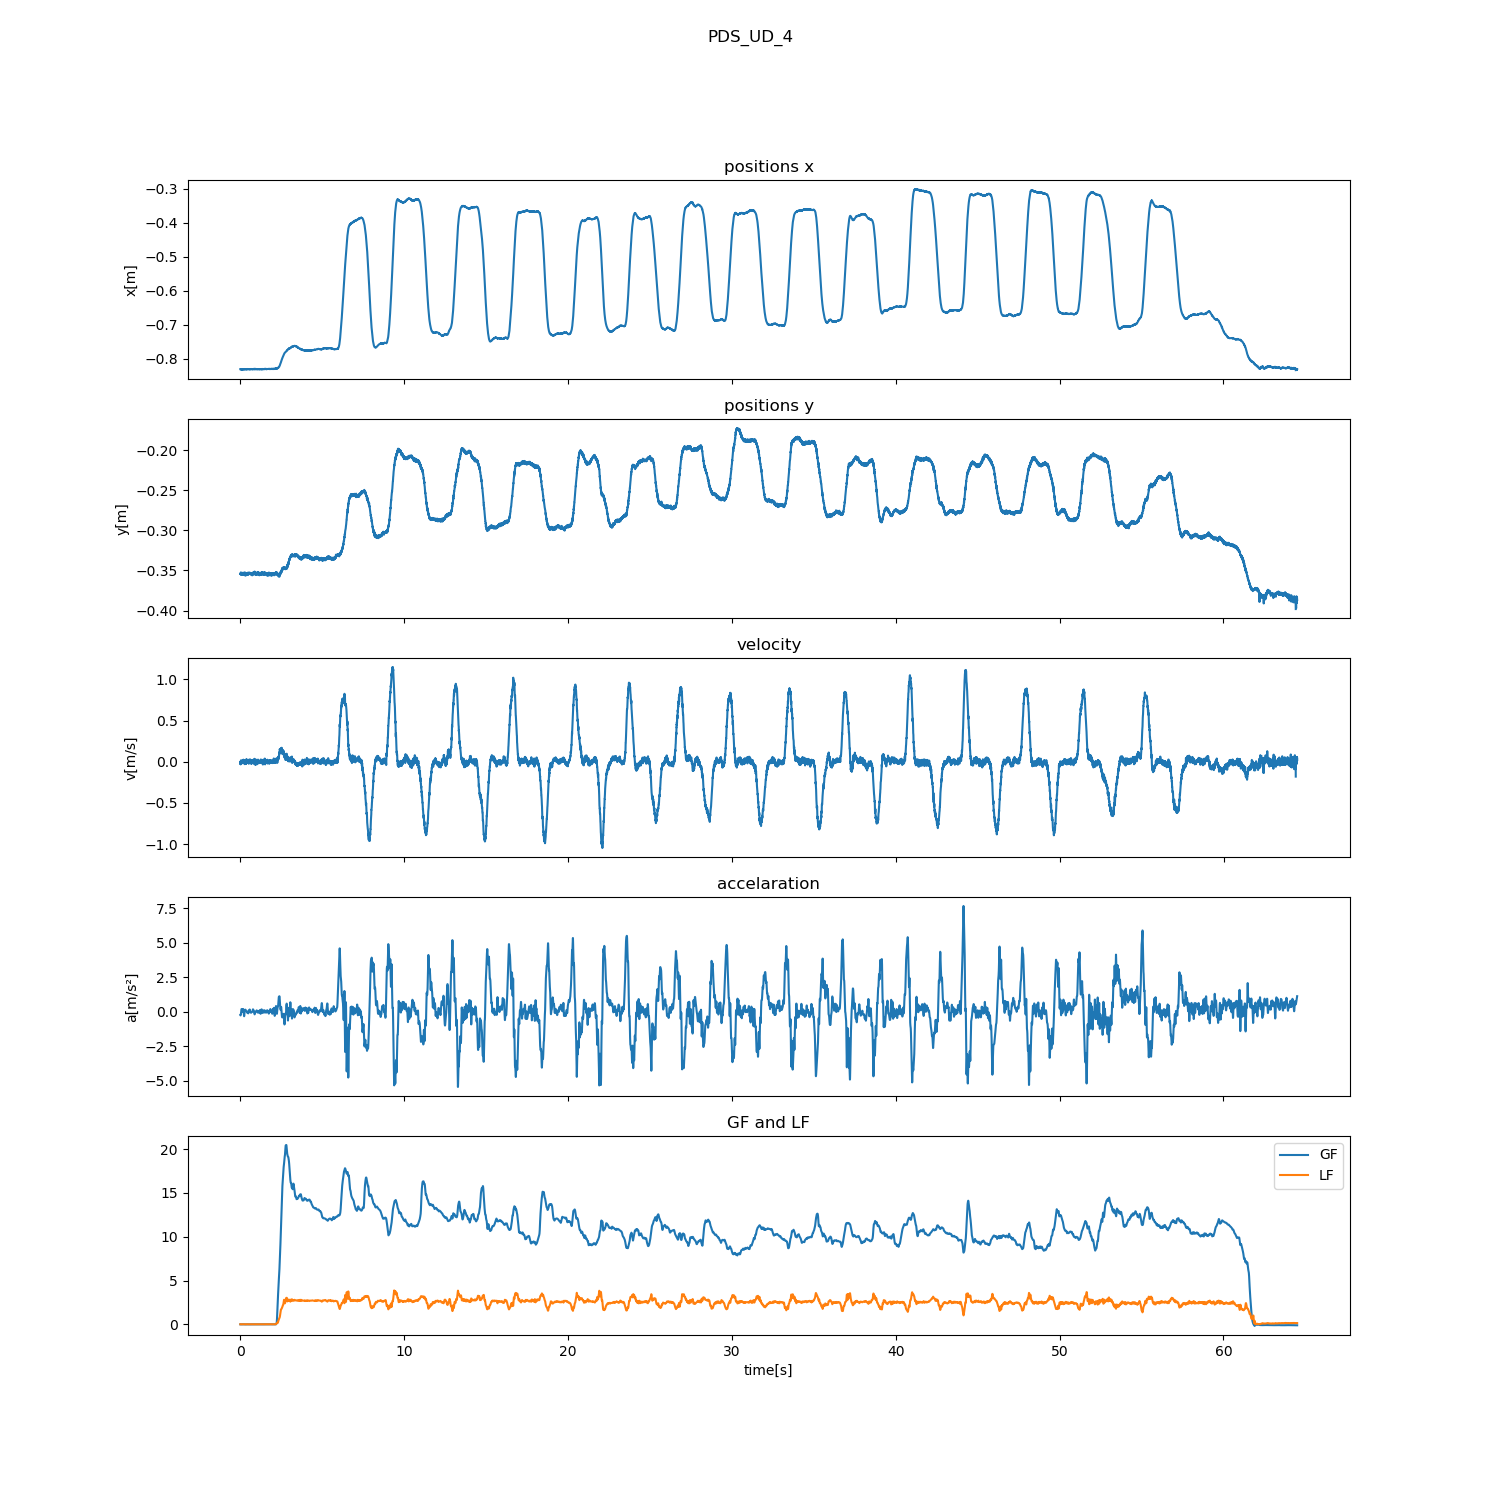 PDS_UD_4
positions x
−0.3
−0.4
−0.5
−0.6
−0.7
−0.8
x[m]
positions y
−0.20
−0.25
−0.30
−0.35
−0.40
y[m]
velocity
1.0
0.5
0.0
−0.5
−1.0
v[m/s]
accelaration
7.5
5.0
2.5
0.0
−2.5
−5.0
a[m/s²]
GF and LF
20
15
10
5
0
GF
LF
0 10 20 30 40 50 60
time[s]